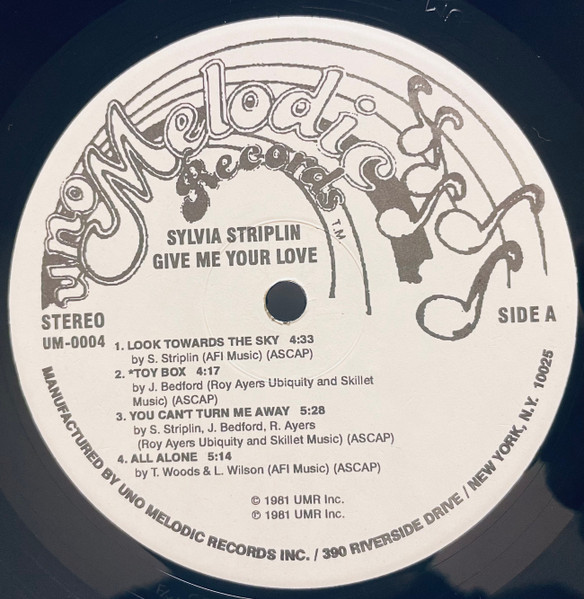 uno Melodic
Records T.M.
SYLVIA STRIPLIN
GIVE ME YOUR LOVE
STEREO
UM-0004
SIDE A
1. LOOK TOWARDS THE SKY 4:33
by S. Striplin (AFI Music) (ASCAP)
2. *TOY BOX 4:17
by J. Bedford (Roy Ayers Ubiquity and Skillet
Music) (ASCAP)
3. YOU CAN'T TURN ME AWAY 5:28
by S. Striplin, J. Bedford, R. Ayers
(Roy Ayers Ubiquity and Skillet Music) (ASCAP)
4. ALL ALONE 5:14
by T. Woods & L. Wilson (AFI Music) (ASCAP)
© 1981 UMR Inc.
℗ 1981 UMR Inc.
MANUFACTURED BY UNO MELODIC RECORDS INC. / 390 RIVERSIDE DRIVE / NEW YORK, N.Y. 10025